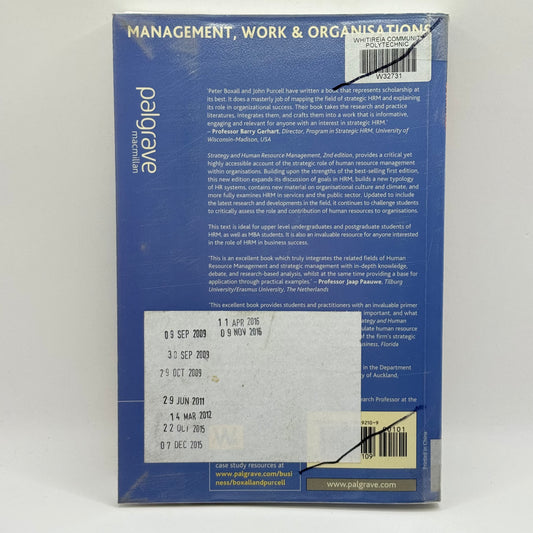 MANAGEMENT, WORK & ORGANISATIONS
WHITIREIA COMMUNITY
POLYTECHNIC
W32731
palgrave
macmillan
'Peter Boxall and John Purcell have written a book that represents scholarship at
its best. It does a masterly job of mapping the field of strategic HRM and explaining
its role in organizational success. Their book takes the research and practice
literatures, integrates them, and crafts them into a work that is informative,
engaging and relevant for anyone with an interest in strategic HRM.'
– Professor Barry Gerhart, Director, Program in Strategic HRM, University of
Wisconsin-Madison, USA
Strategy and Human Resource Management, 2nd edition, provides a critical yet
highly accessible account of the strategic role of human resource management
within organisations. Building upon the strengths of the best-selling first edition,
this new edition expands its discussion of goals in HRM, builds a new typology
of HR systems, contains new material on organisational culture and climate, and
more fully examines HRM in services and the public sector. Updated to include
the latest research and developments in the field, it continues to challenge students
to critically assess the role and contribution of human resources to organisations.
This text is ideal for upper level undergraduates and postgraduate students of
HRM, as well as MBA students. It is also an invaluable resource for anyone interested
in the role of HRM in business success.
'This is an excellent book which truly integrates the related fields of Human
Resource Management and strategic management with in-depth knowledge,
debate, and research-based analysis, whilst at the same time providing a base for
application through practical examples.' – Professor Jaap Paauwe, Tilburg
University/Erasmus University, The Netherlands
'This excellent book provides students and practitioners with an invaluable primer
important, and what
Strategy and Human
ulate human resource
of the firm's strategic
usiness, Florida
in the Department
ty of Auckland,
earch Professor at the
11 APR 2016
09 SEP 2009
09 NOV 2016
30 SEP 2009
29 OCT 2009
29 JUN 2011
14 MAR 2012
22 OCT 2015
07 DEC 2015
9210-9
90101
109
Printed in China
case study resources at
www.palgrave.com/busi
ness/boxallandpurcell
www.palgrave.com